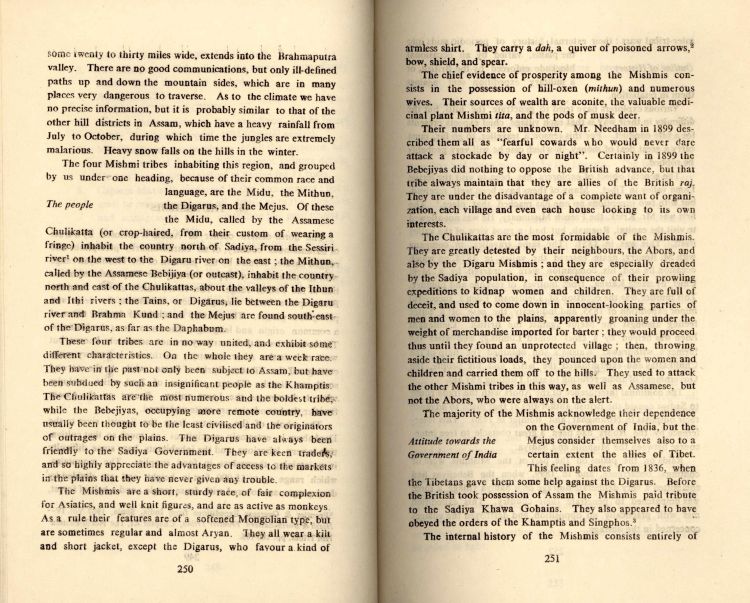 some twenty to thirty miles wide, extends into the Brahmaputra
valley. There are no good communications, but only ill-defined
paths up and down the mountain sides, which are in many
places very dangerous to traverse. As to the climate we have
no precise information, but it is probably similar to that of the
other hill districts in Assam, which have a heavy rainfall from
July to October, during which time the jungles are extremely
malarious. Heavy snow falls on the hills in the winter.
The four Mishmi tribes inhabiting this region, and grouped
by us under one heading, because of their common race and
language, are the Midu, the Mithun,
The people the Digarus, and the Mejus. Of these
the Midu, called by the Assamese
Chulikatta (or crop-haired, from their custom of wearing a
fringe) inhabit the country north of Sadiya, from the Sessiri
river¹ on the west to the Digaru river on the east ; the Mithun,
called by the Assamese Bebijiya (or outcast), inhabit the country
north and east of the Chulikattas, about the valleys of the Ithun
and Ithi rivers ; the Tains, or Digarus, lie between the Digaru
river and Brahma Kund ; and the Mejus are found south-east
of the Digarus, as far as the Daphabum.
These four tribes are in no way united, and exhibit some
different characteristics. On the whole they are a week race.
They have in the past not only been subject to Assam, but have
been subdued by such an insignificant people as the Khamptis.
The Chulikattas are the most numerous and the boldest tribe,
while the Bebejiyas, occupying more remote country, have
usually been thought to be the least civilised and the originators
of outrages on the plains. The Digarus have always been
friendly to the Sadiya Government. They are keen traders,
and so highly appreciate the advantages of access to the markets
in the plains that they have never given any trouble.
The Mishmis are a short, sturdy race, of fair complexion
for Asiatics, and well knit figures, and are as active as monkeys.
As a rule their features are of a softened Mongolian type, but
are sometimes regular and almost Aryan. They all wear a kilt
and short jacket, except the Digarus, who favour a kind of
250
armless shirt. They carry a dah, a quiver of poisoned arrows,²
bow, shield, and spear.
The chief evidence of prosperity among the Mishmis con-
sists in the possession of hill-oxen (mithun) and numerous
wives. Their sources of wealth are aconite, the valuable medi-
cinal plant Mishmi tita, and the pods of musk deer.
Their numbers are unknown. Mr. Needham in 1899 des-
cribed them all as "fearful cowards who would never dare
attack a stockade by day or night". Certainly in 1899 the
Bebejiyas did nothing to oppose the British advance, but that
tribe always maintain that they are allies of the British raj.
They are under the disadvantage of a complete want of organi-
zation, each village and even each house looking to its own
interests.
The Chulikattas are the most formidable of the Mishmis.
They are greatly detested by their neighbours, the Abors, and
also by the Digaru Mishmis ; and they are especially dreaded
by the Sadiya population, in consequence of their prowling
expeditions to kidnap women and children. They are full of
deceit, and used to come down in innocent-looking parties of
men and women to the plains, apparently groaning under the
weight of merchandise imported for barter ; they would proceed
thus until they found an unprotected village ; then, throwing
aside their fictitious loads, they pounced upon the women and
children and carried them off to the hills. They used to attack
the other Mishmi tribes in this way, as well as Assamese, but
not the Abors, who were always on the alert.
The majority of the Mishmis acknowledge their dependence
on the Government of India, but the
Attitude towards the Mejus consider themselves also to a
Government of India certain extent the allies of Tibet.
This feeling dates from 1836, when
the Tibetans gave them some help against the Digarus. Before
the British took possession of Assam the Mishmis paid tribute
to the Sadiya Khawa Gohains. They also appeared to have
obeyed the orders of the Khamptis and Singphos.³
The internal history of the Mishmis consists entirely of
251